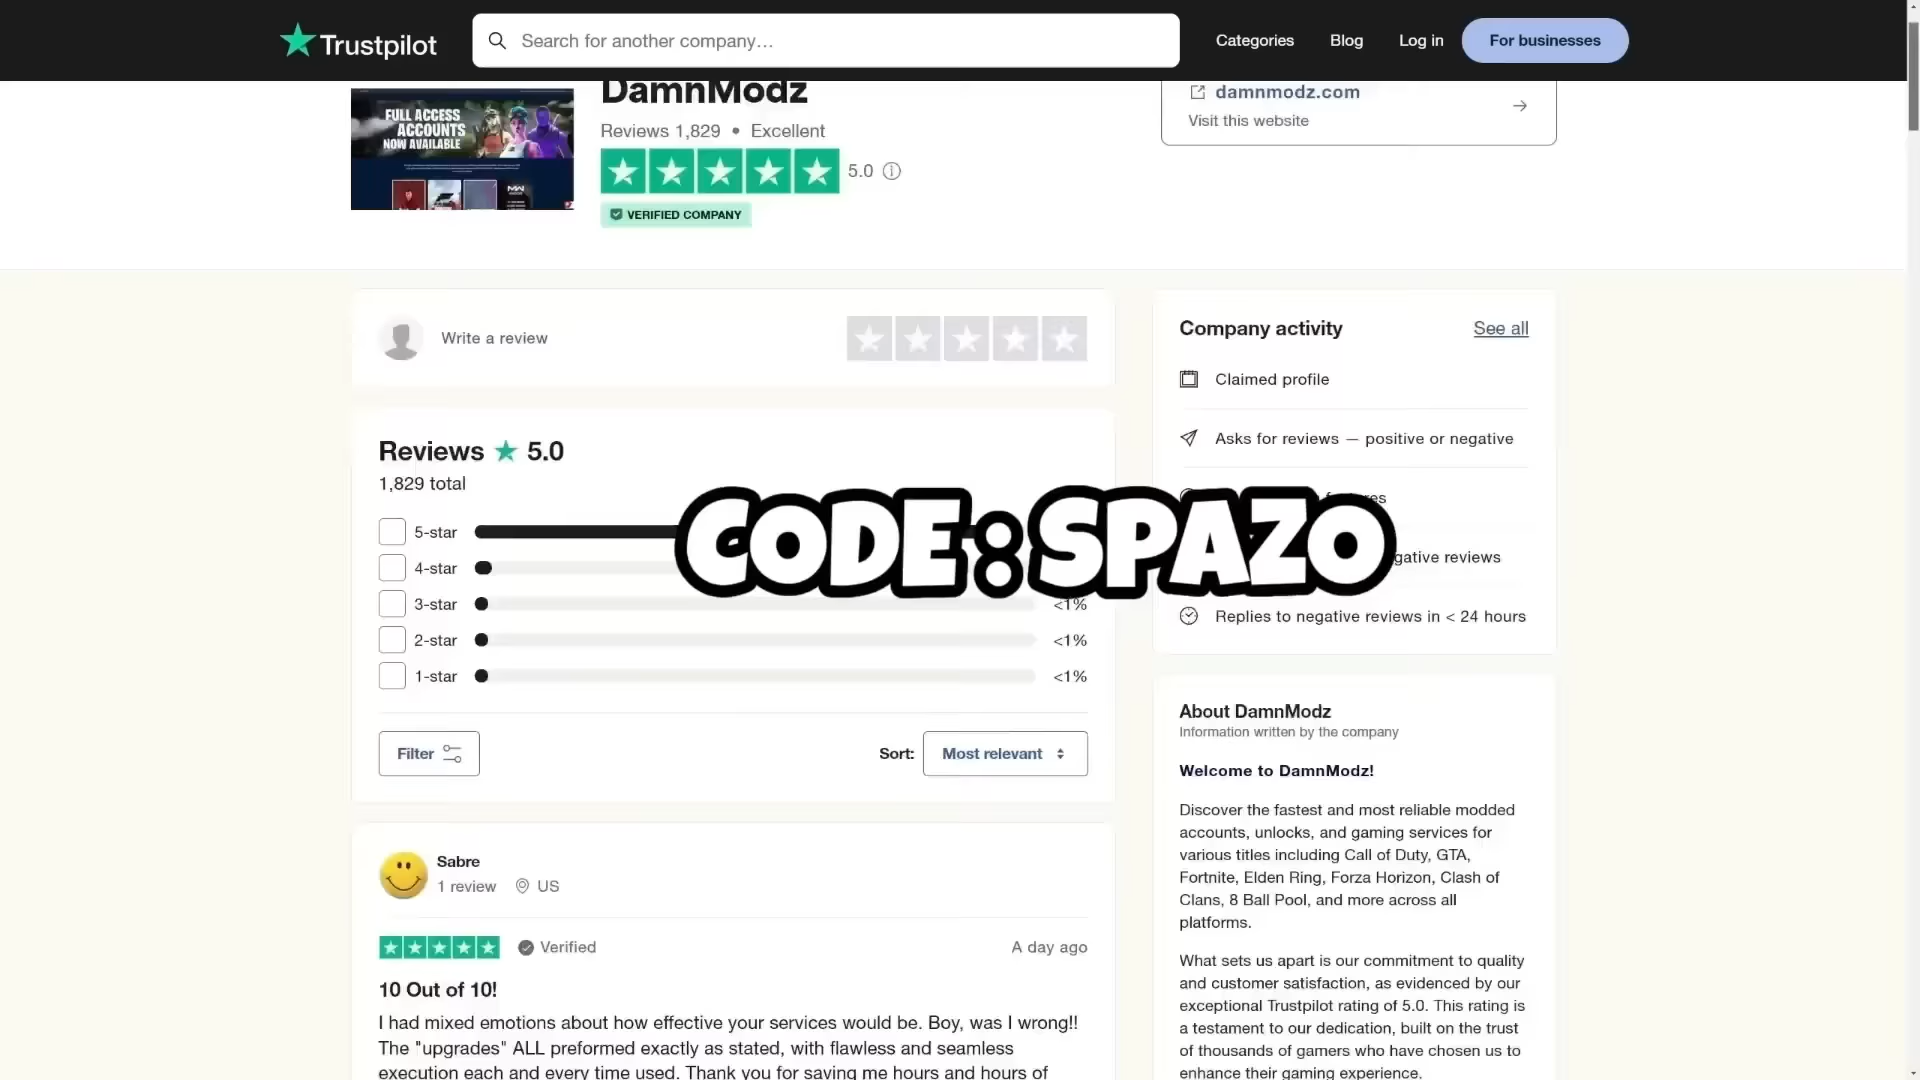 Trustpilot
Search for another company...
Categories
Blog
Log in
For businesses
FULL ACCESS
ACCOUNTS
NOW AVAILABLE
DamnModz
Reviews 1,829 • Excellent
5.0
VERIFIED COMPANY
damnmodz.com
Visit this website
Write a review
Reviews 5.0
1,829 total
5-star
4-star
3-star
<1%
2-star
<1%
1-star
<1%
CODE:SPAZO
Filter
Sort:
Most relevant
Company activity
See all
Claimed profile
Asks for reviews — positive or negative
gative reviews
Replies to negative reviews in < 24 hours
Sabre
1 review
US
Verified
A day ago
10 Out of 10!
I had mixed emotions about how effective your services would be. Boy, was I wrong!!
The "upgrades" ALL preformed exactly as stated, with flawless and seamless
execution each and every time used. Thank you for saving me hours and hours of
About DamnModz
Information written by the company
Welcome to DamnModz!
Discover the fastest and most reliable modded
accounts, unlocks, and gaming services for
various titles including Call of Duty, GTA,
Fortnite, Elden Ring, Forza Horizon, Clash of
Clans, 8 Ball Pool, and more across all
platforms.
What sets us apart is our commitment to quality
and customer satisfaction, as evidenced by our
exceptional Trustpilot rating of 5.0. This rating is
a testament to our dedication, built on the trust
of thousands of gamers who have chosen us to
enhance their gaming experience.